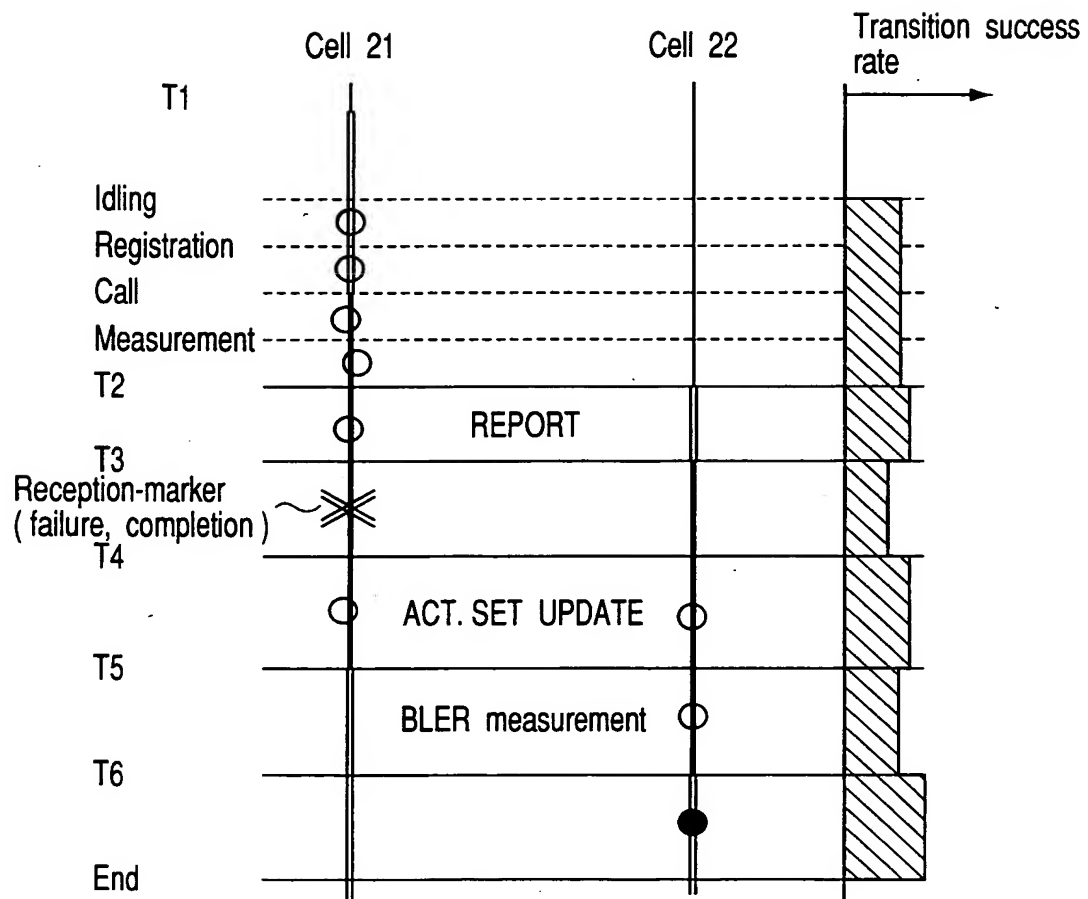 Cell 21
Cell 22
Transition success
rate
T1
Idling
Registration
Call
Measurement
T2
REPORT
T3
Reception-marker
( failure, completion )
T4
ACT. SET UPDATE
T5
BLER measurement
T6
End